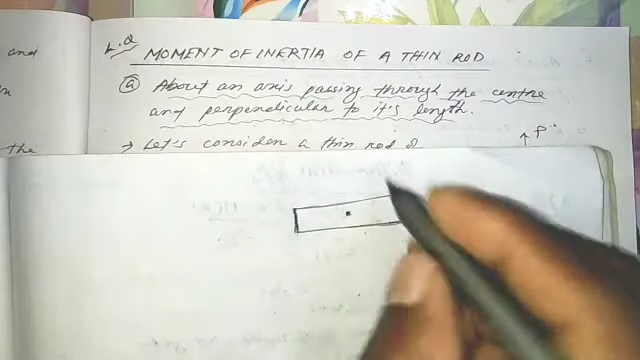 and
L.Q MOMENT OF INERTIA OF A THIN ROD
(a) About an axis passing through the centre
and perpendicular to it's length.
the
→ Let's consider a thin rod of
↑ P